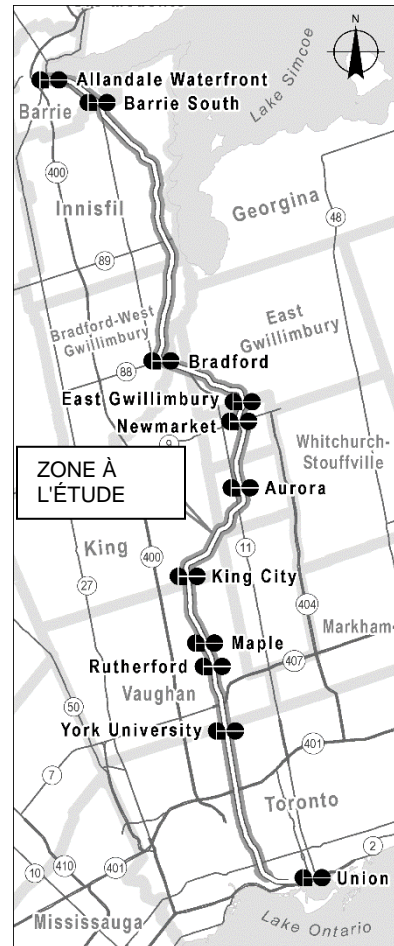 N
Lake Simcoe
Allandale Waterfront
Barrie South
Barrie
400
Innisfil
Georgina
48
89
Bradford-West
Gwillimbury
East
Gwillimbury
88
Bradford
East Gwillimbury
Newmarket
9
Whitchurch-
Stouffville
ZONE À
L'ÉTUDE
Aurora
11
King
400
King City
27
404
Markham
Maple
407
Rutherford
Vaughan
50
York University
401
7
Toronto
2
10
410
401
Union
Mississauga
Lake Ontario